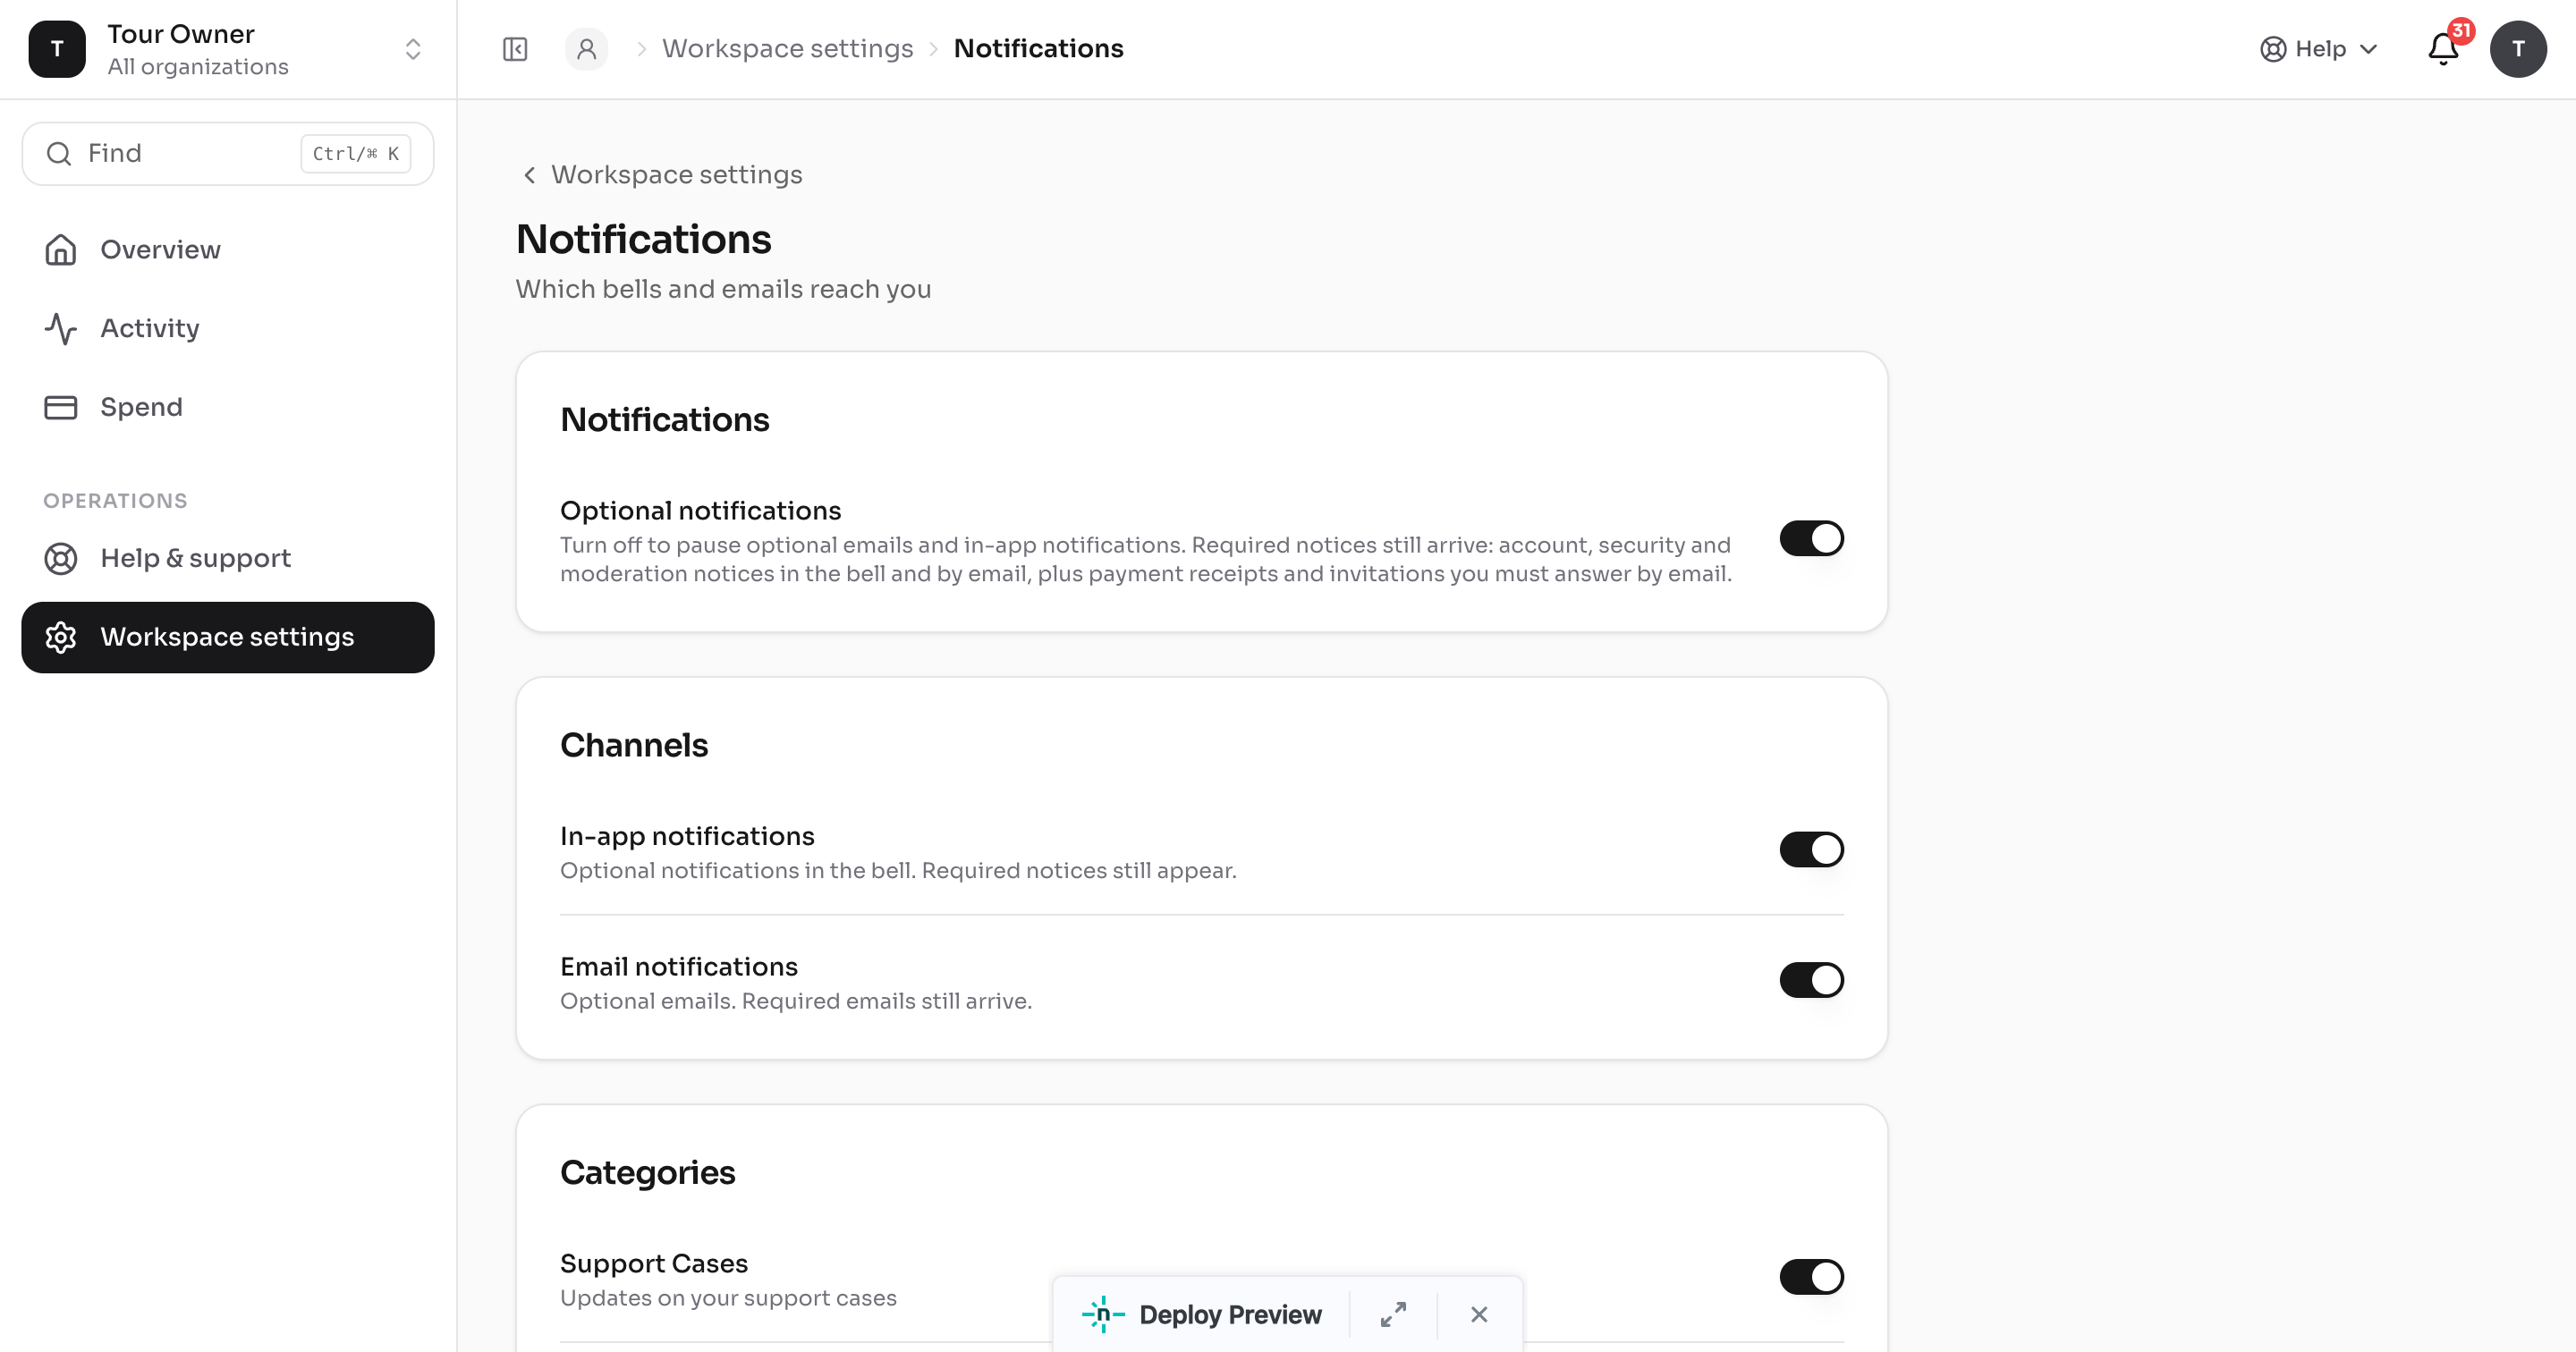 T
Tour Owner
All organizations
Workspace settings
Notifications
Help
31
T
Find
Ctrl/⌘ K
Overview
Activity
Spend
OPERATIONS
Help & support
Workspace settings
Workspace settings
Notifications
Which bells and emails reach you
Notifications
Optional notifications
Turn off to pause optional emails and in-app notifications. Required notices still arrive: account, security and
moderation notices in the bell and by email, plus payment receipts and invitations you must answer by email.
Channels
In-app notifications
Optional notifications in the bell. Required notices still appear.
Email notifications
Optional emails. Required emails still arrive.
Categories
Support Cases
Updates on your support cases
Deploy Preview